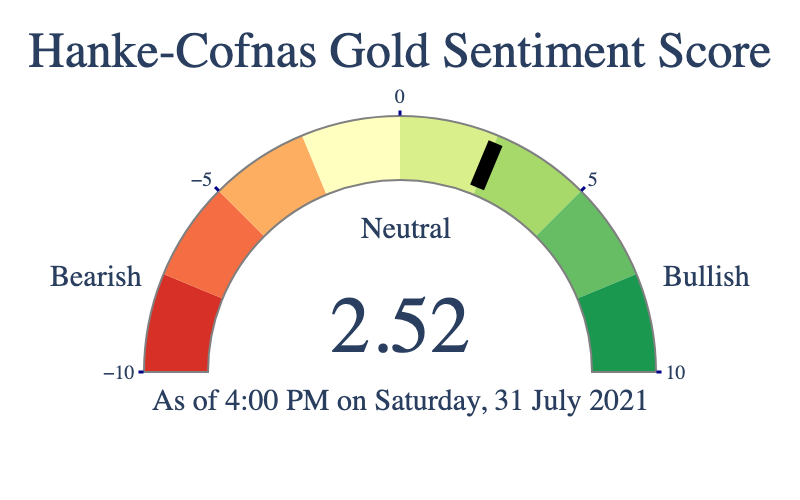 Hanke-Cofnas Gold Sentiment Score
0
−5
5
Neutral
Bearish
Bullish
2.52
−10
10
As of 4:00 PM on Saturday, 31 July 2021